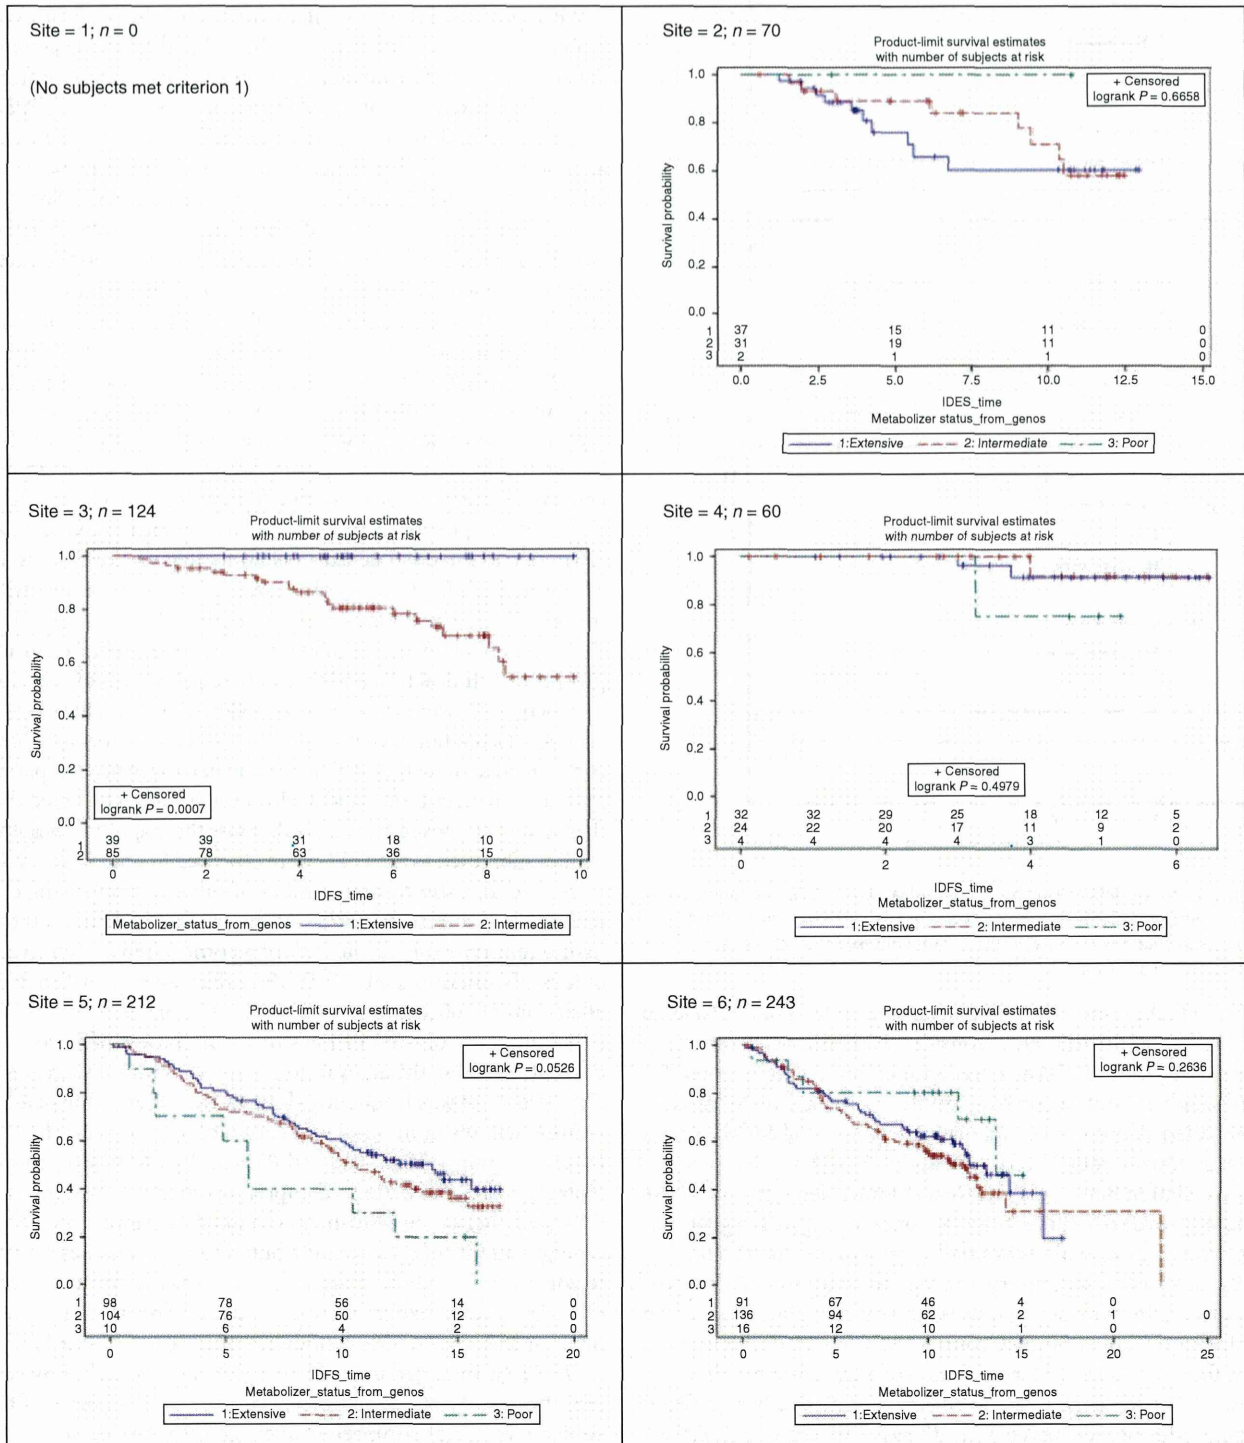 Site = 1; n = 0
(No subjects met criterion 1)
Site = 2; n = 70
Product-limit survival estimates
with number of subjects at risk
+ Censored
logrank P = 0.6658
Survival probability
1.0
0.8
0.6
0.4
0.2
0.0
1 37 15 11 0
2 31 19 11 0
3 2 1 1 0
0.0 2.5 5.0 7.5 10.0 12.5 15.0
IDES_time
Metabolizer status_from_genos
1:Extensive 2: Intermediate 3: Poor
Site = 3; n = 124
Product-limit survival estimates
with number of subjects at risk
Survival probability
1.0
0.8
0.6
0.4
0.2
0.0
+ Censored
logrank P = 0.0007
1 39 39 31 18 10 0
2 85 78 63 36 15 0
0 2 4 6 8 10
IDFS_time
Metabolizer_status_from_genos 1:Extensive 2: Intermediate
Site = 4; n = 60
Product-limit survival estimates
with number of subjects at risk
Survival probability
1.0
0.8
0.6
0.4
0.2
0.0
+ Censored
logrank P = 0.4979
1 32 32 29 25 18 12 5
2 24 22 20 17 11 9 2
3 4 4 4 4 3 1 0
0 2 4 6
IDFS_time
Metabolizer_status_from_genos
1:Extensive 2: Intermediate 3: Poor
Site = 5; n = 212
Product-limit survival estimates
with number of subjects at risk
+ Censored
logrank P = 0.0526
Survival probability
1.0
0.8
0.6
0.4
0.2
0.0
1 98 78 56 14 0
2 104 76 50 12 0
3 10 6 4 2 0
0 5 10 15 20
IDFS_time
Metabolizer_status_from_genos
1:Extensive 2: Intermediate 3: Poor
Site = 6; n = 243
Product-limit survival estimates
with number of subjects at risk
+ Censored
logrank P = 0.2636
Survival probability
1.0
0.8
0.6
0.4
0.2
0.0
1 91 67 46 4 0
2 136 94 62 2 1 0
3 16 12 10 1 0
0 5 10 15 20 25
IDFS_time
Metabolizer_status_from_genos
1:Extensive 2: Intermediate 3: Poor